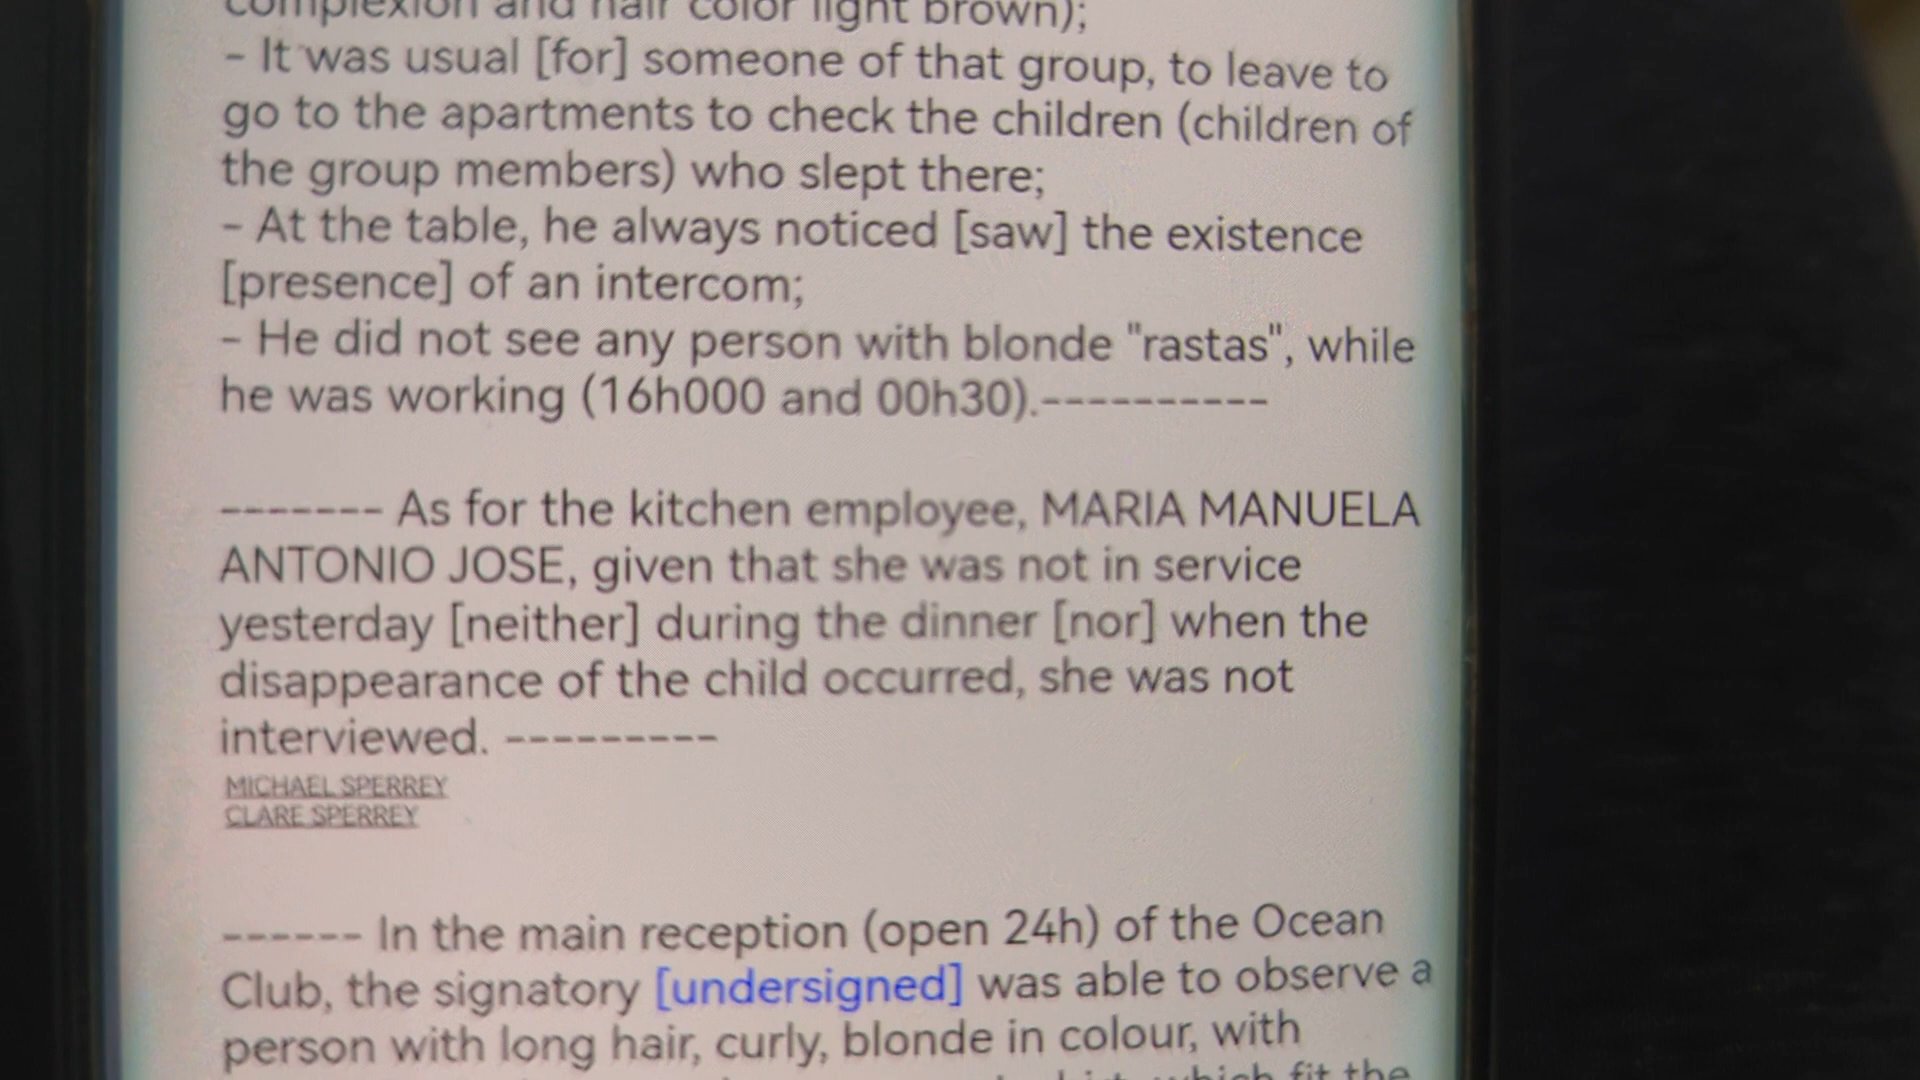 complexion and hair color light brown);
- It was usual [for] someone of that group, to leave to
go to the apartments to check the children (children of
the group members) who slept there;
- At the table, he always noticed [saw] the existence
[presence] of an intercom;
- He did not see any person with blonde "rastas", while
he was working (16h000 and 00h30).----------
------- As for the kitchen employee, MARIA MANUELA
ANTONIO JOSE, given that she was not in service
yesterday [neither] during the dinner [nor] when the
disappearance of the child occurred, she was not
interviewed. ---------
MICHAEL SPERREY
CLARE SPERREY
------ In the main reception (open 24h) of the Ocean
Club, the signatory [undersigned] was able to observe a
person with long hair, curly, blonde in colour, with
which fit the